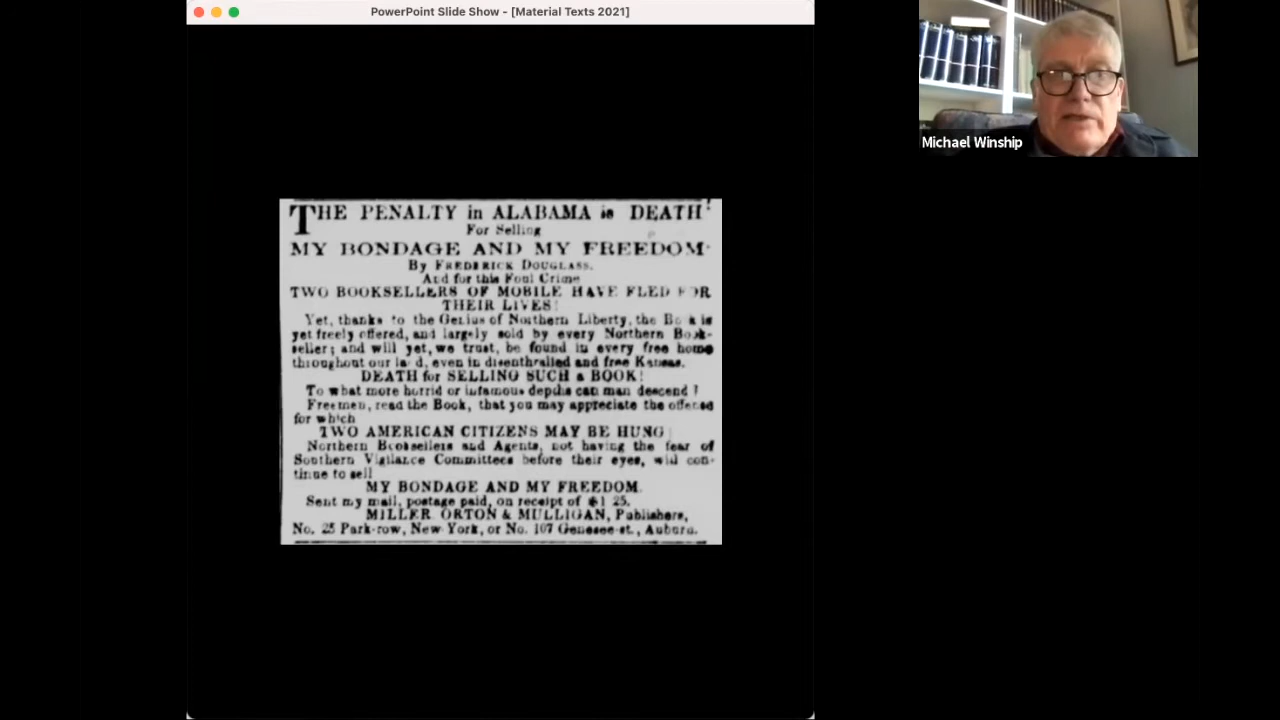 PowerPoint Slide Show - [Material Texts 2021]
Michael Winship
THE PENALTY in ALABAMA is DEATH!
For Selling
MY BONDAGE AND MY FREEDOM
By FREDERICK DOUGLASS.
And for this Foul Crime
TWO BOOKSELLERS OF MOBILE HAVE FLED FOR
THEIR LIVES!
Yet, thanks to the Genius of Northern Liberty, the Book is
yet freely offered, and largely sold by every Northern Book-
seller; and will yet, we trust, be found in every free home
throughout our land, even in disenthralled and free Kansas.
DEATH for SELLING SUCH a BOOK!
To what more horrid or infamous depths can man descend?
Freemen, read the Book, that you may appreciate the offense
for which
TWO AMERICAN CITIZENS MAY BE HUNG!
Northern Booksellers and Agents, not having the fear of
Southern Vigilance Committees before their eyes, will con-
tinue to sell
MY BONDAGE AND MY FREEDOM.
Sent my mail, postage paid, on receipt of $1 25.
MILLER ORTON & MULLIGAN, Publishers,
No. 25 Park-row, New-York, or No. 107 Genesee-st., Auburn.